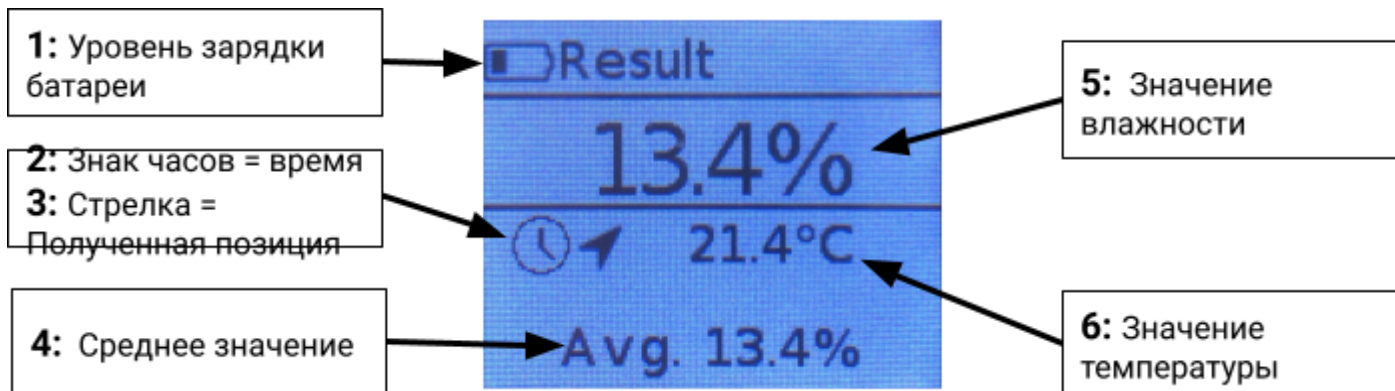 1: Уровень зарядки
батареи
2: Знак часов = время
3: Стрелка =
Полученная позиция
4: Среднее значение
Result
13.4%
21.4°C
Avg. 13.4%
5: Значение
влажности
6: Значение
температуры